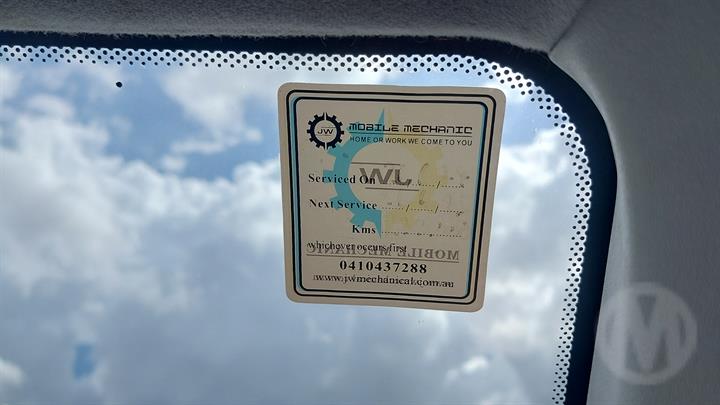 JW
MOBILE MECHANIC
HOME OR WORK WE COME TO YOU
Serviced On ....../....../......
Next Service ....../....../......
Kms ........................
whichever occurs first
0410437288
www.jwmechanical.com.au
M